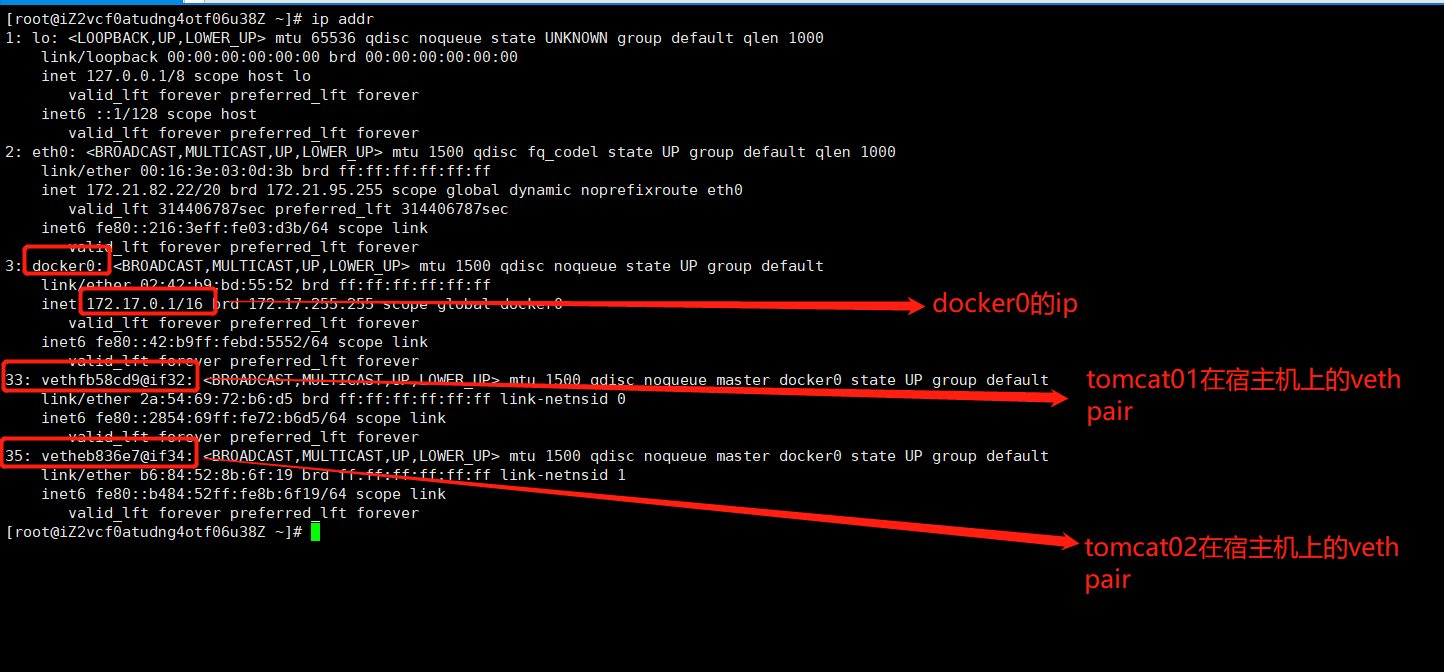 [root@iZ2vcf0atudng4otf06u38Z ~]# ip addr
1: lo: <LOOPBACK,UP,LOWER_UP> mtu 65536 qdisc noqueue state UNKNOWN group default qlen 1000
link/loopback 00:00:00:00:00:00 brd 00:00:00:00:00:00
inet 127.0.0.1/8 scope host lo
valid_lft forever preferred_lft forever
inet6 ::1/128 scope host
valid_lft forever preferred_lft forever
2: eth0: <BROADCAST,MULTICAST,UP,LOWER_UP> mtu 1500 qdisc fq_codel state UP group default qlen 1000
link/ether 00:16:3e:03:0d:3b brd ff:ff:ff:ff:ff:ff
inet 172.21.82.22/20 brd 172.21.95.255 scope global dynamic noprefixroute eth0
valid_lft 314406787sec preferred_lft 314406787sec
inet6 fe80::216:3eff:fe03:d3b/64 scope link
valid_lft forever preferred_lft forever
3: docker0: <BROADCAST,MULTICAST,UP,LOWER_UP> mtu 1500 qdisc noqueue state UP group default
link/ether 02:42:b9:bd:55:52 brd ff:ff:ff:ff:ff:ff
inet 172.17.0.1/16 brd 172.17.255.255 scope global docker0
docker0的ip
valid_lft forever preferred_lft forever
inet6 fe80::42:b9ff:febd:5552/64 scope link
valid_lft forever preferred_lft forever
33: vethfb58cd9@if32: <BROADCAST,MULTICAST,UP,LOWER_UP> mtu 1500 qdisc noqueue master docker0 state UP group default
tomcat01在宿主机上的veth
pair
link/ether 2a:54:69:72:b6:d5 brd ff:ff:ff:ff:ff:ff link-netnsid 0
inet6 fe80::2854:69ff:fe72:b6d5/64 scope link
valid_lft forever preferred_lft forever
35: vetheb836e7@if34: <BROADCAST,MULTICAST,UP,LOWER_UP> mtu 1500 qdisc noqueue master docker0 state UP group default
link/ether b6:84:52:8b:6f:19 brd ff:ff:ff:ff:ff:ff link-netnsid 1
inet6 fe80::b484:52ff:fe8b:6f19/64 scope link
valid_lft forever preferred_lft forever
[root@iZ2vcf0atudng4otf06u38Z ~]#
tomcat02在宿主机上的veth
pair